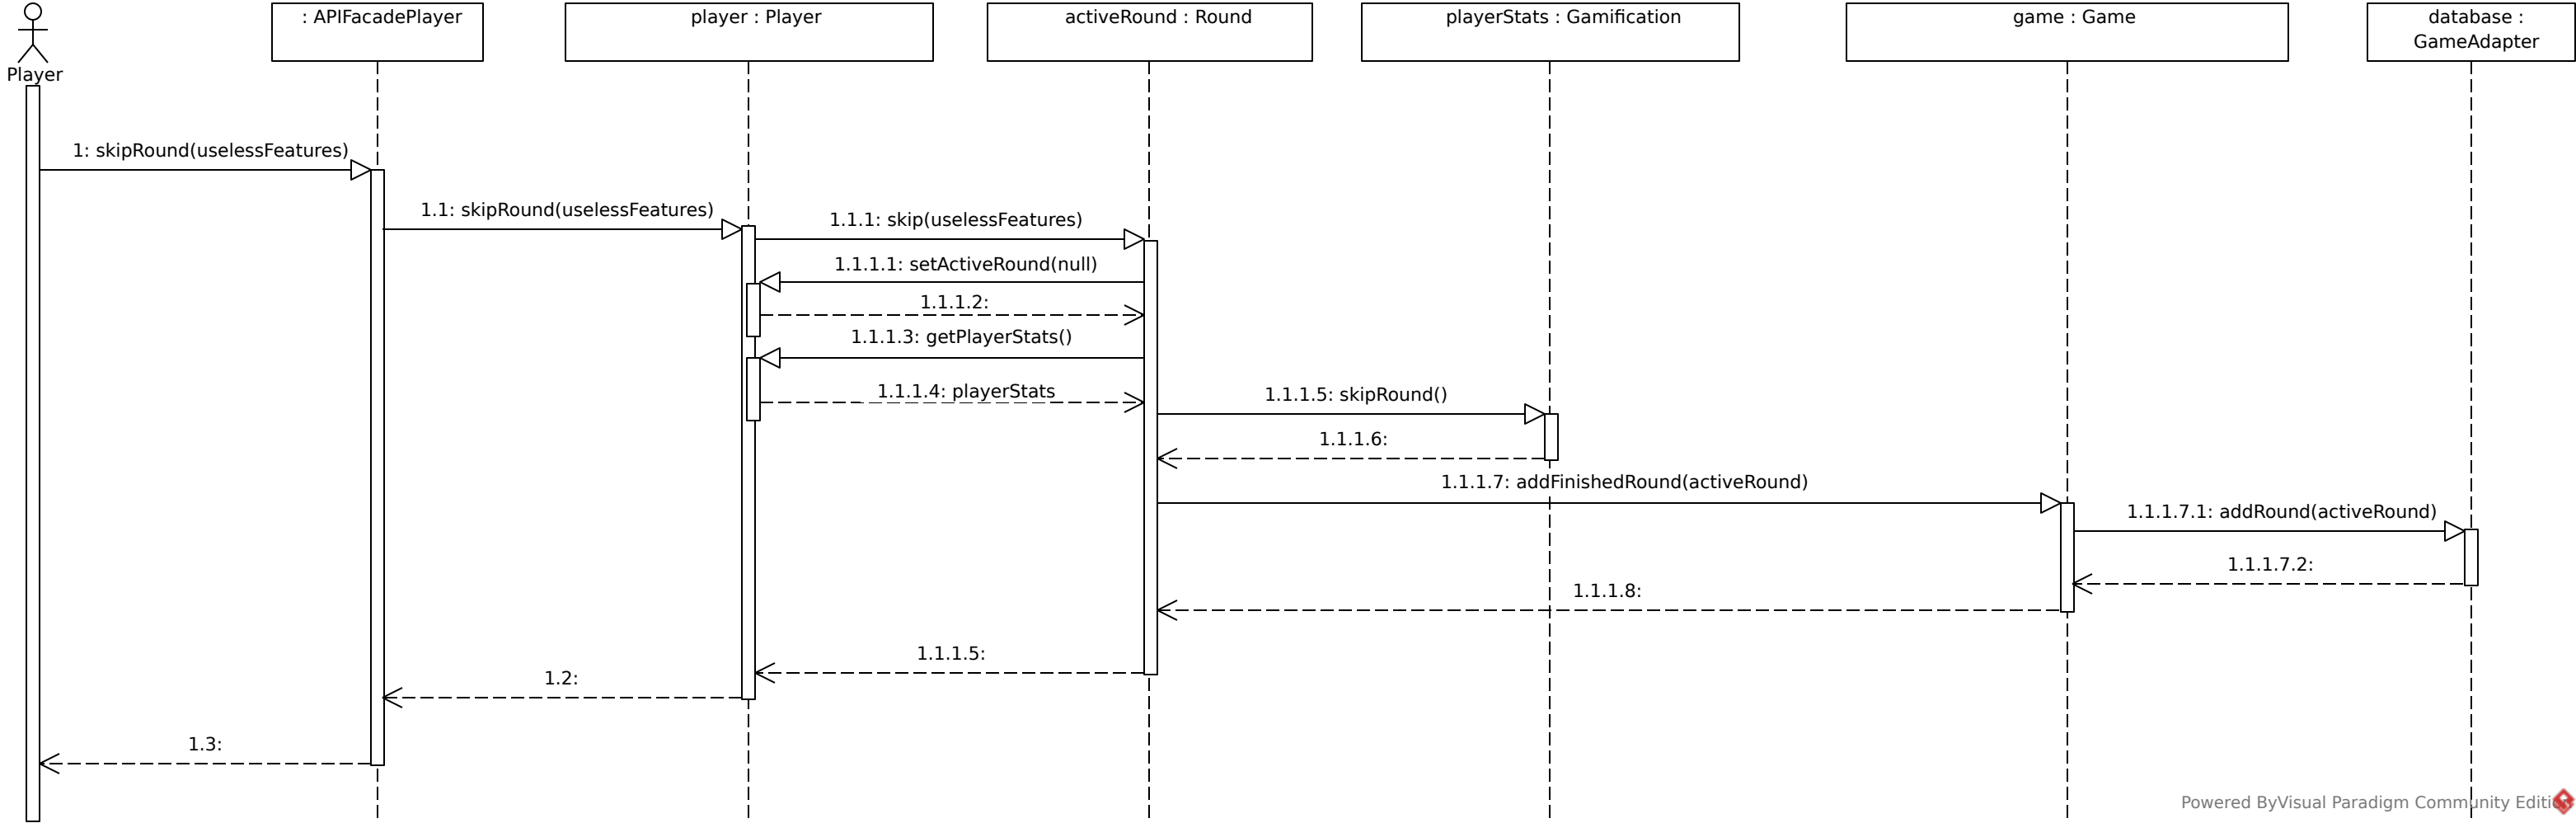 Player
: APIFacadePlayer
player : Player
activeRound : Round
playerStats : Gamification
game : Game
database :
GameAdapter
1: skipRound(uselessFeatures)
1.1: skipRound(uselessFeatures)
1.1.1: skip(uselessFeatures)
1.1.1.1: setActiveRound(null)
1.1.1.2:
1.1.1.3: getPlayerStats()
1.1.1.4: playerStats
1.1.1.5: skipRound()
1.1.1.6:
1.1.1.7: addFinishedRound(activeRound)
1.1.1.7.1: addRound(activeRound)
1.1.1.7.2:
1.1.1.8:
1.1.1.5:
1.2:
1.3:
Powered ByVisual Paradigm Community